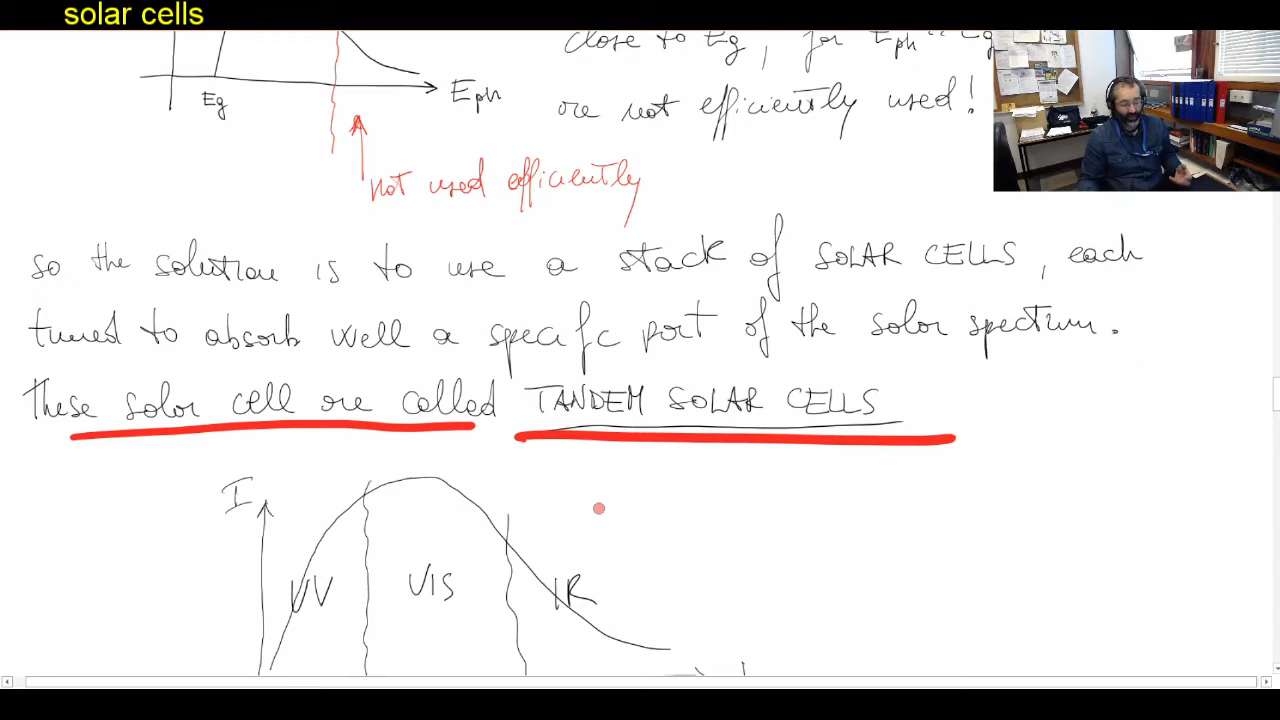 solar cells
close to Eg, for Eph
are not efficiently used!
Eg
Eph
not used efficiently
so the solution is to use a stack of SOLAR CELLS, each
tuned to absorb well a specifc part of the solar spectrum.
These solar cell are called TANDEM SOLAR CELLS
I
UV VIS IR